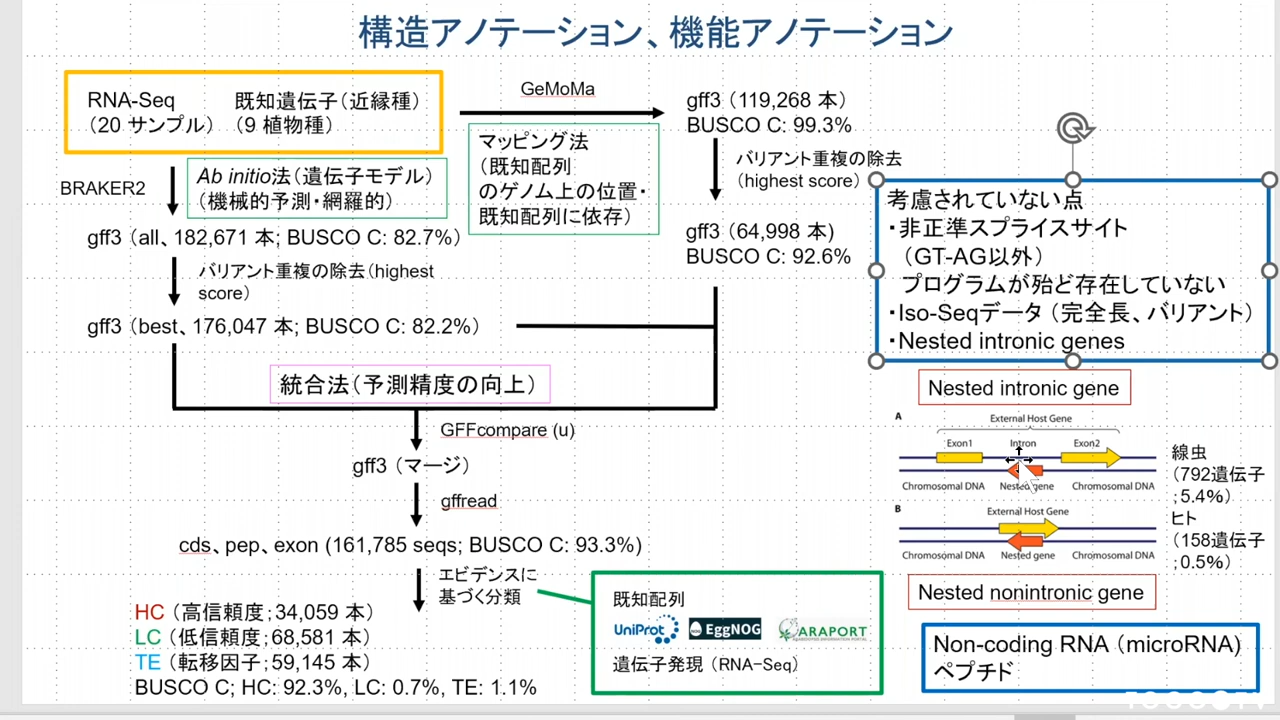 構造アノテーション、機能アノテーション
RNA-Seq 既知遺伝子（近縁種）
（20 サンプル）（9 植物種）
GeMoMa
gff3（119,268 本）
BUSCO C: 99.3%
マッピング法
（既知配列
のゲノム上の位置・
既知配列に依存）
バリアント重複の除去
（highest score）
BRAKER2
Ab initio法（遺伝子モデル）
（機械的予測・網羅的）
gff3（all、182,671 本; BUSCO C: 82.7%）
gff3（64,998 本）
BUSCO C: 92.6%
バリアント重複の除去（highest
score）
gff3（best、176,047 本; BUSCO C: 82.2%）
統合法（予測精度の向上）
GFFcompare (u)
gff3（マージ）
gffread
cds、pep、exon (161,785 seqs; BUSCO C: 93.3%)
エビデンスに
基づく分類
HC（高信頼度；34,059 本）
LC（低信頼度；68,581 本）
TE（転移因子；59,145 本）
BUSCO C; HC: 92.3%, LC: 0.7%, TE: 1.1%
既知配列
UniProt EggNOG ARAPORT
遺伝子発現（RNA-Seq）
考慮されていない点
・非正準スプライスサイト
（GT-AG以外）
プログラムが殆ど存在していない
・Iso-Seqデータ（完全長、バリアント）
・Nested intronic genes
Nested intronic gene
A
External Host Gene
Exon1 Intron Exon2
Chromosomal DNA Nested gene Chromosomal DNA
線虫
（792遺伝子
;5.4%）
B
External Host Gene
Chromosomal DNA Nested gene Chromosomal DNA
ヒト
（158遺伝子
;0.5%）
Nested nonintronic gene
Non-coding RNA（microRNA）
ペプチド